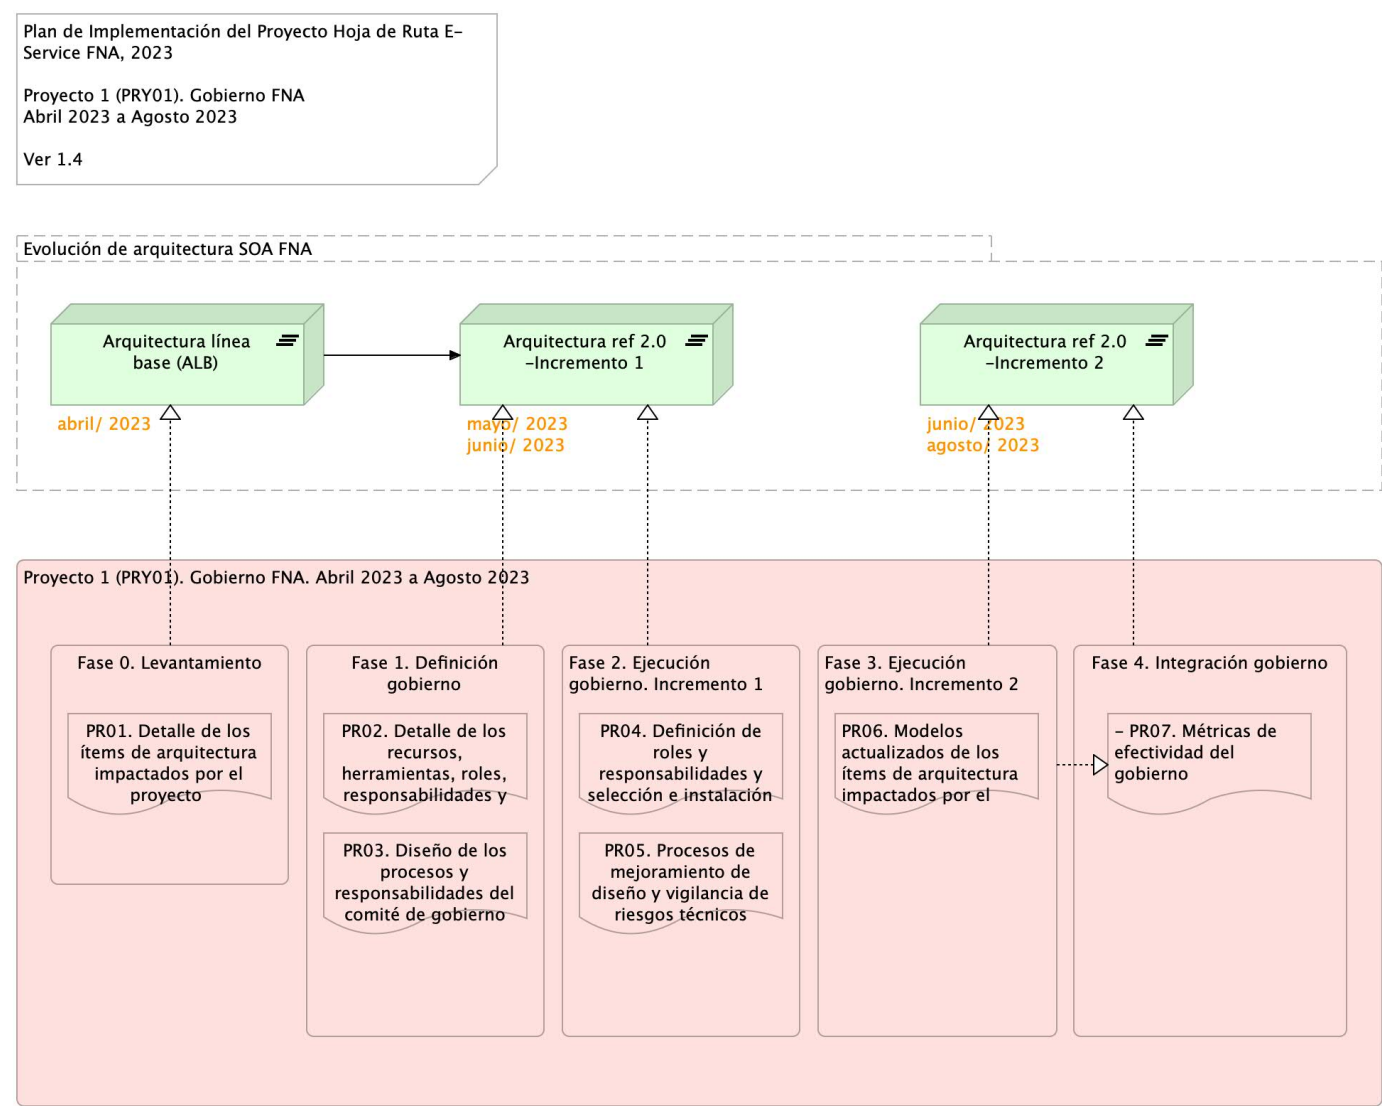 Plan de Implementación del Proyecto Hoja de Ruta E-
Service FNA, 2023
Proyecto 1 (PRY01). Gobierno FNA
Abril 2023 a Agosto 2023
Ver 1.4
Evolución de arquitectura SOA FNA
Arquitectura línea
base (ALB)
abril/ 2023
Arquitectura ref 2.0
-Incremento 1
mayo/ 2023
junio/ 2023
Arquitectura ref 2.0
-Incremento 2
junio/ 2023
agosto/ 2023
Proyecto 1 (PRY01). Gobierno FNA. Abril 2023 a Agosto 2023
Fase 0. Levantamiento
PR01. Detalle de los
ítems de arquitectura
impactados por el
proyecto
Fase 1. Definición
gobierno
PR02. Detalle de los
recursos,
herramientas, roles,
responsabilidades y
PR03. Diseño de los
procesos y
responsabilidades del
comité de gobierno
Fase 2. Ejecución
gobierno. Incremento 1
PR04. Definición de
roles y
responsabilidades y
selección e instalación
PR05. Procesos de
mejoramiento de
diseño y vigilancia de
riesgos técnicos
Fase 3. Ejecución
gobierno. Incremento 2
PR06. Modelos
actualizados de los
ítems de arquitectura
impactados por el
Fase 4. Integración gobierno
- PR07. Métricas de
efectividad del
gobierno